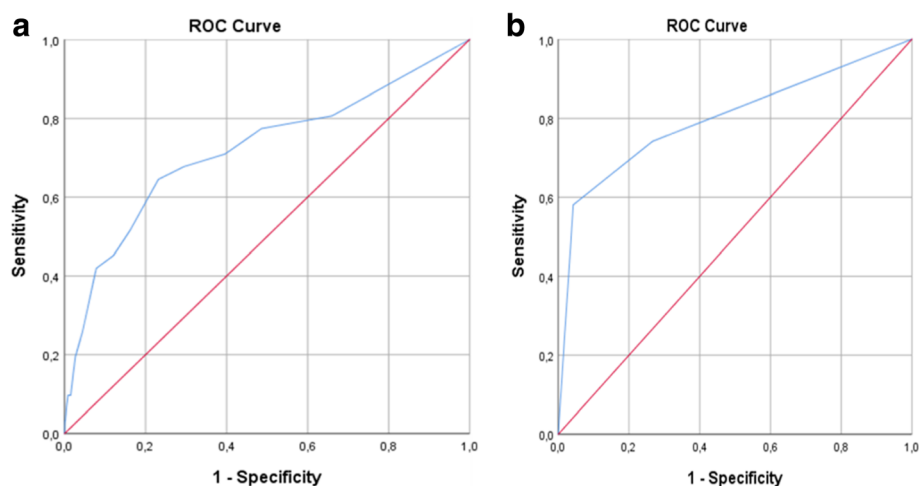 a
ROC Curve
1,0
0,8
0,6
0,4
0,2
0,0
Sensitivity
0,0 0,2 0,4 0,6 0,8 1,0
1 - Specificity
b
ROC Curve
1,0
0,8
0,6
0,4
0,2
0,0
Sensitivity
0,0 0,2 0,4 0,6 0,8 1,0
1 - Specificity